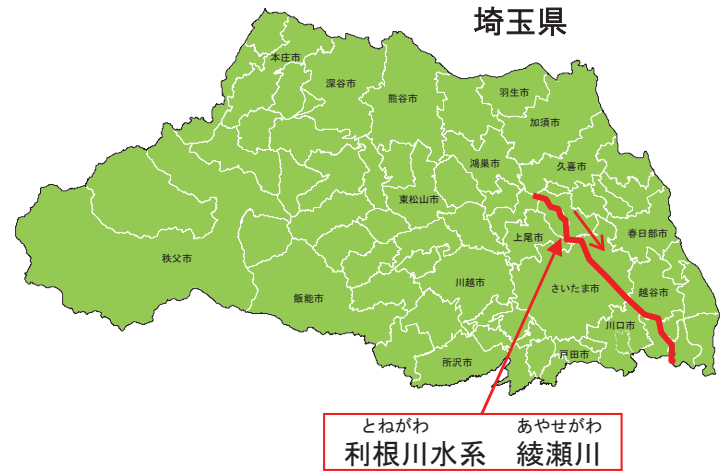 埼玉県
本庄市
深谷市
熊谷市
羽生市
加須市
鴻巣市
久喜市
東松山市
上尾市
春日部市
秩父市
飯能市
川越市
さいたま市
越谷市
川口市
戸田市
所沢市
とねがわ あやせがわ
利根川水系 綾瀬川